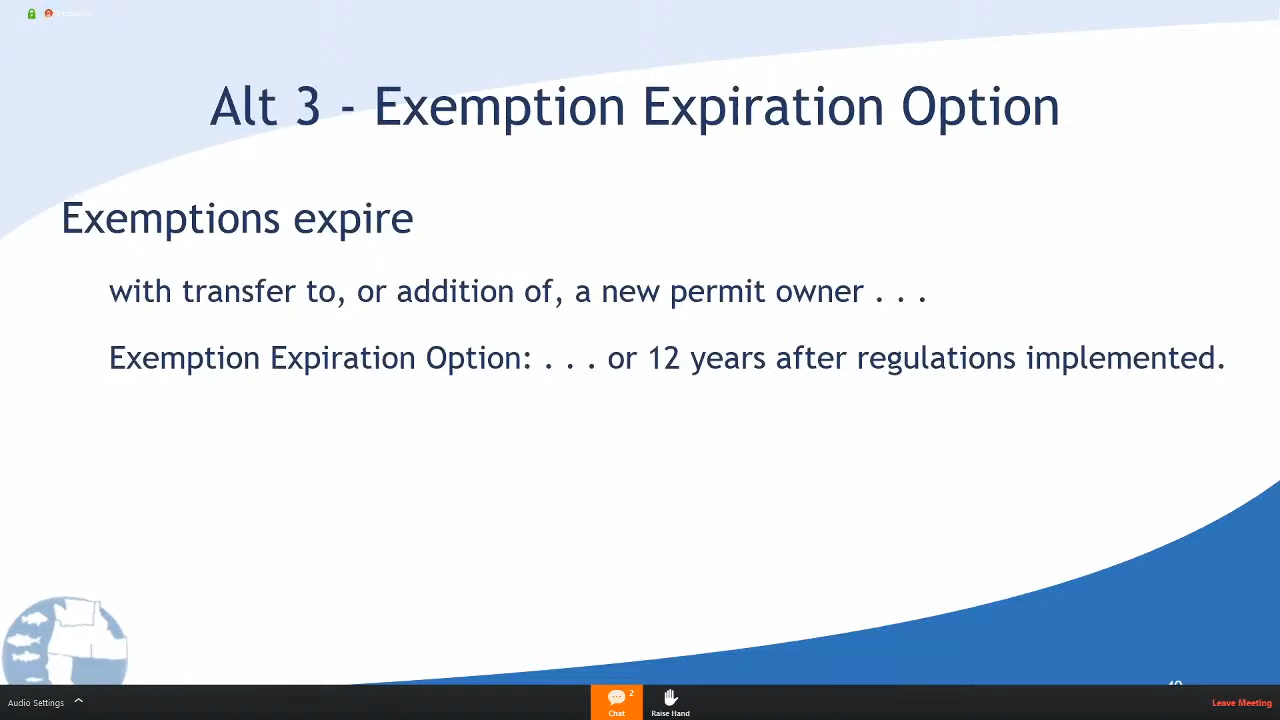 Alt 3 - Exemption Expiration Option
Exemptions expire
with transfer to, or addition of, a new permit owner . . .
Exemption Expiration Option: . . . or 12 years after regulations implemented.
Audio Settings
2
Chat
Raise Hand
Leave Meeting